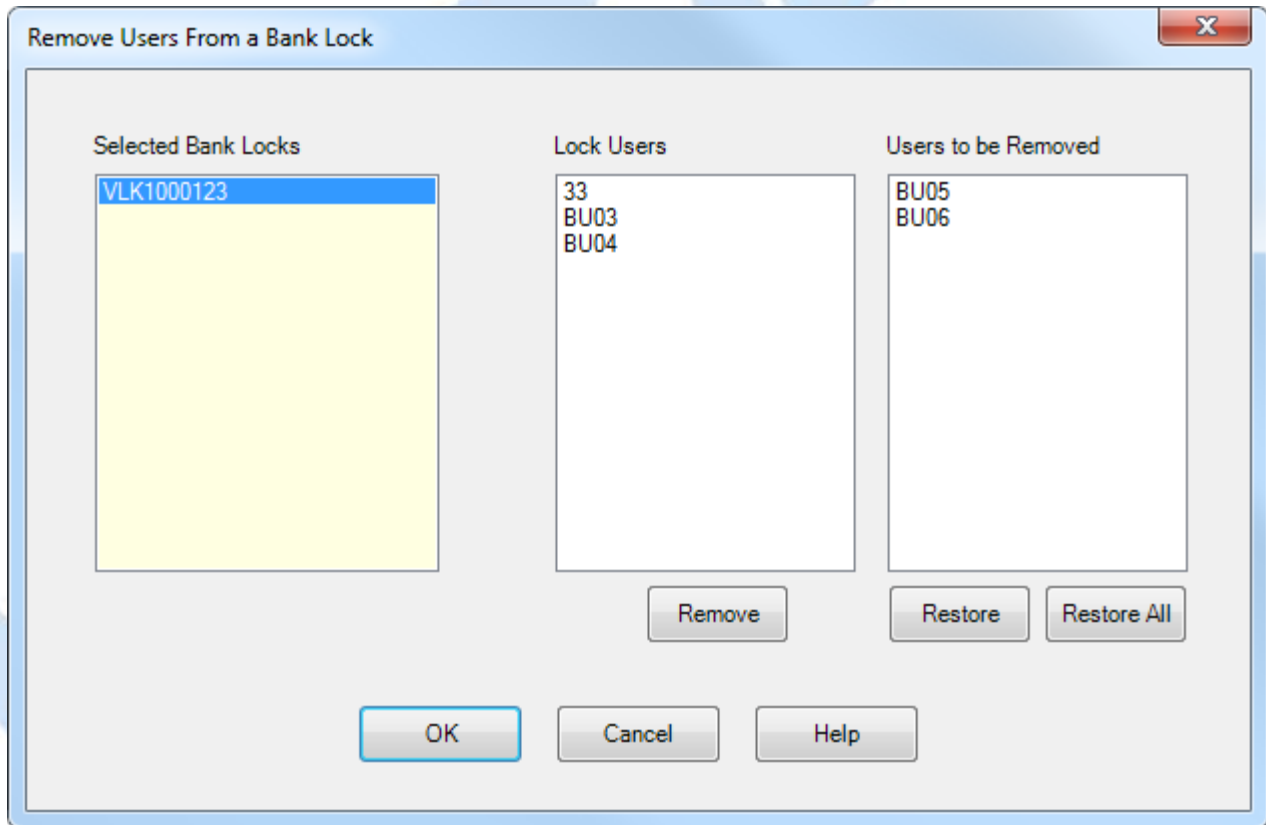 Remove Users From a Bank Lock
Selected Bank Locks
VLK1000123
Lock Users
33
BU03
BU04
Users to be Removed
BU05
BU06
Remove
Restore
Restore All
OK
Cancel
Help